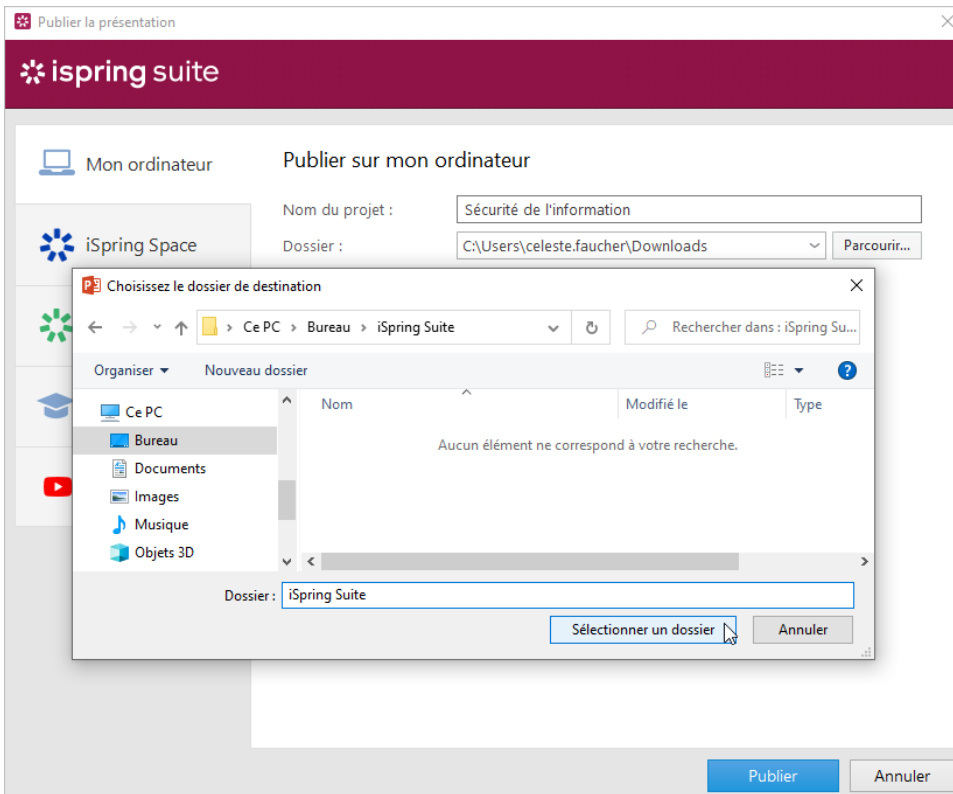 Publier la présentation
ispring suite
Mon ordinateur
Publier sur mon ordinateur
Nom du projet :
Sécurité de l'information
iSpring Space
Dossier :
C:\Users\celeste.faucher\Downloads
Parcourir...
Choisissez le dossier de destination
Ce PC > Bureau > iSpring Suite
Rechercher dans : iSpring Su...
Organiser
Nouveau dossier
?
Nom
Modifié le
Type
Ce PC
Aucun élément ne correspond à votre recherche.
Bureau
Documents
Images
Musique
Objets 3D
Dossier :
iSpring Suite
Sélectionner un dossier
Annuler
Publier
Annuler